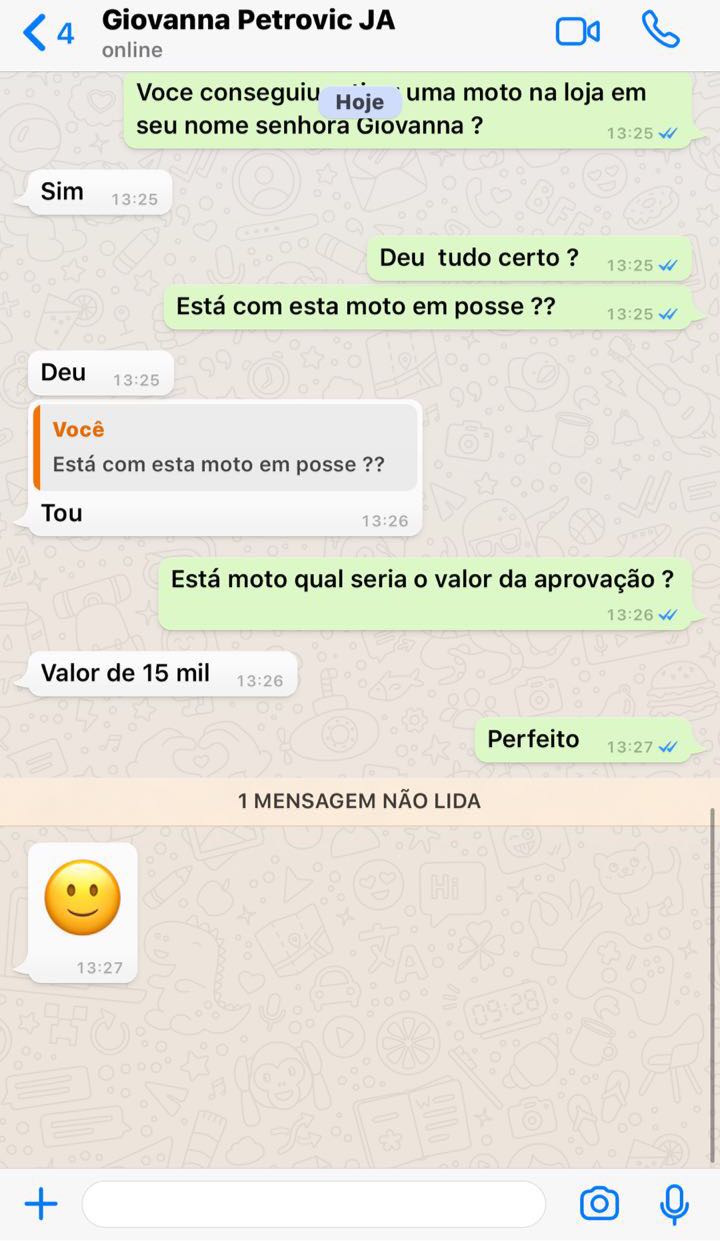 4
Giovanna Petrovic JA
online
Voce conseguiu uma moto na loja em
Hoje
seu nome senhora Giovanna ?
13:25
Sim
13:25
Deu tudo certo ?
13:25
Está com esta moto em posse ??
13:25
Deu
13:25
Você
Está com esta moto em posse ??
Tou
13:26
Está moto qual seria o valor da aprovação ?
13:26
Valor de 15 mil
13:26
Perfeito
13:27
1 MENSAGEM NÃO LIDA
13:27